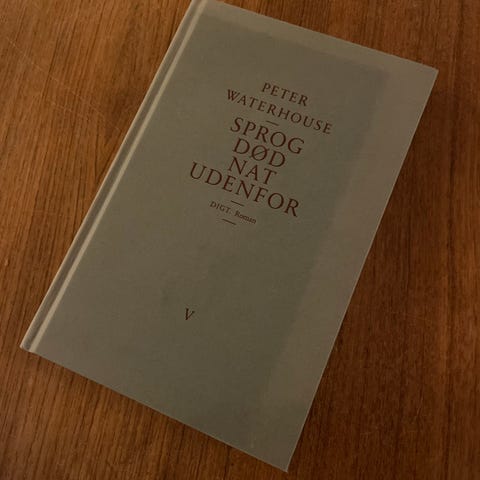 PETER
WATERHOUSE
SPROG
DØD
NAT
UDENFOR
DIGT. Roman
V